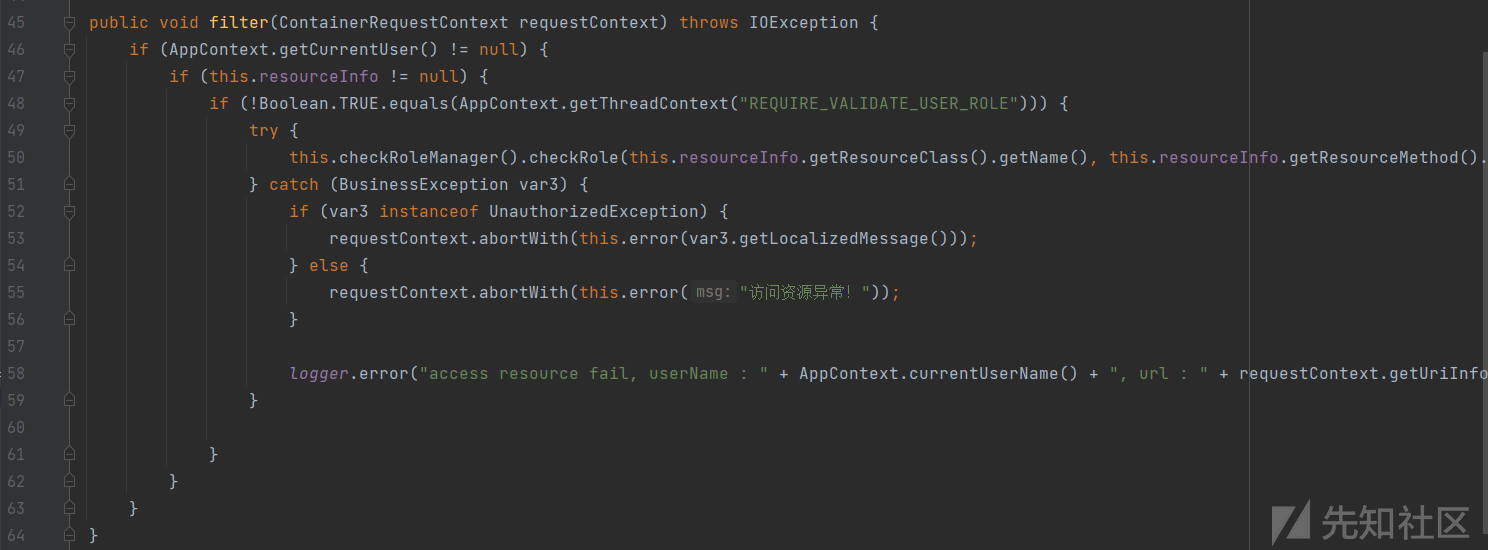 45 public void filter(ContainerRequestContext requestContext) throws IOException {
46 if (AppContext.getCurrentUser() != null) {
47 if (this.resourceInfo != null) {
48 if (!Boolean.TRUE.equals(AppContext.getThreadContext("REQUIRE_VALIDATE_USER_ROLE"))) {
49 try {
50 this.checkRoleManager().checkRole(this.resourceInfo.getResourceClass().getName(), this.resourceInfo.getResourceMethod().
51 } catch (BusinessException var3) {
52 if (var3 instanceof UnauthorizedException) {
53 requestContext.abortWith(this.error(var3.getLocalizedMessage()));
54 } else {
55 requestContext.abortWith(this.error( msg: "访问资源异常!"));
56 }
57
58 logger.error("access resource fail, userName : " + AppContext.currentUserName() + ", url : " + requestContext.getUriInfo
59 }
60
61 }
62 }
63 }
64 }
先知社区